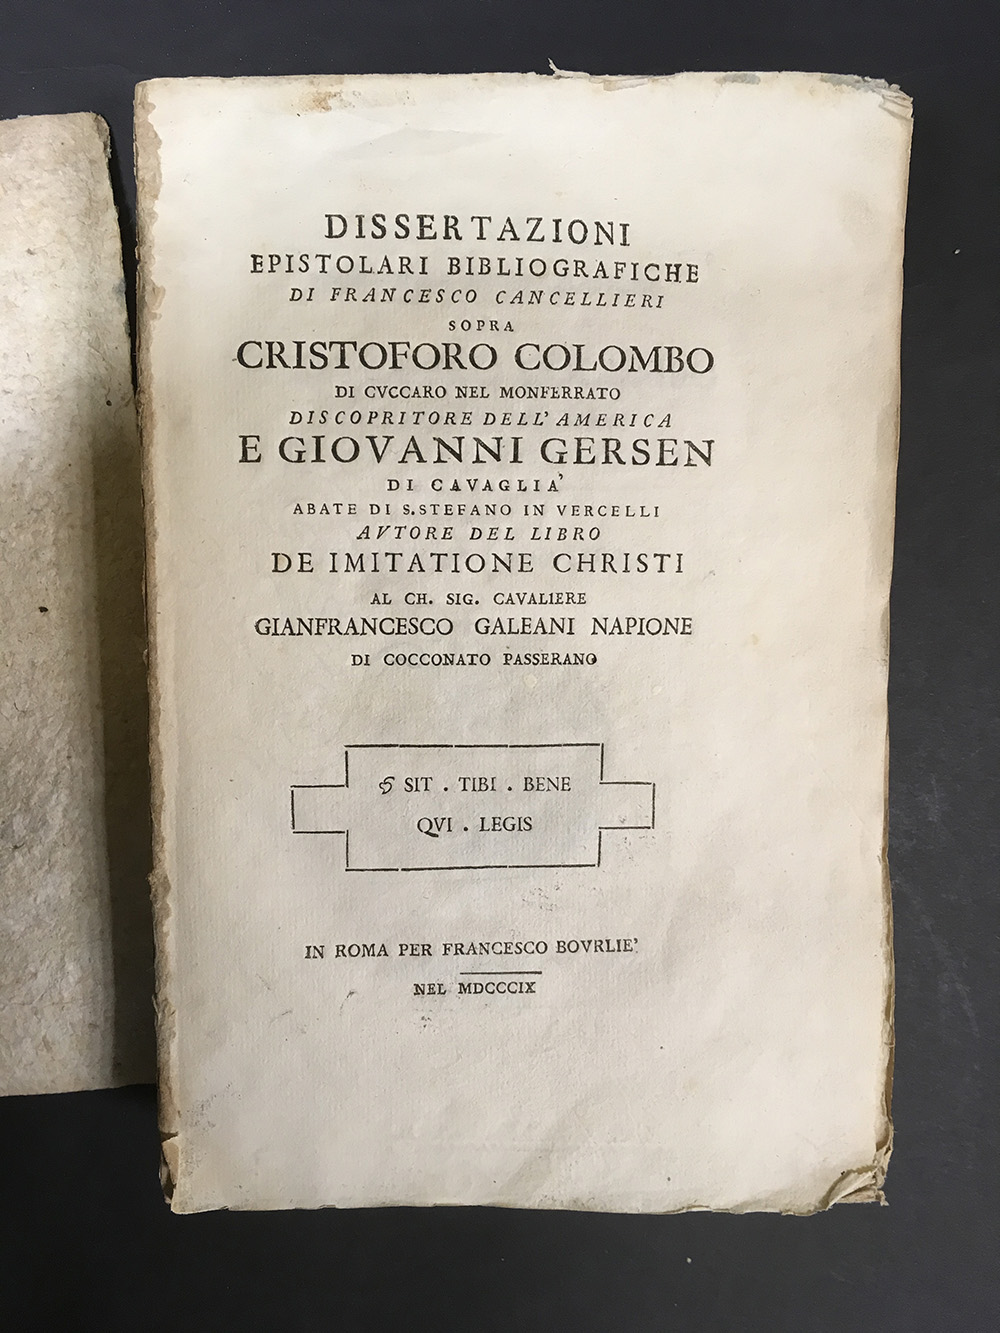 DISSERTAZIONI
EPISTOLARI BIBLIOGRAFICHE
DI FRANCESCO CANCELLIERI
SOPRA
CRISTOFORO COLOMBO
DI CVCCARO NEL MONFERRATO
DISCOPRITORE DELL' AMERICA
E GIOVANNI GERSEN
DI CAVAGLIA'
ABATE DI S. STEFANO IN VERCELLI
AVTORE DEL LIBRO
DE IMITATIONE CHRISTI
AL CH. SIG. CAVALIERE
GIANFRANCESCO GALEANI NAPIONE
DI COCCONATO PASSERANO
SIT . TIBI . BENE
QVI . LEGIS
IN ROMA PER FRANCESCO BOVRLIE'
NEL MDCCCIX